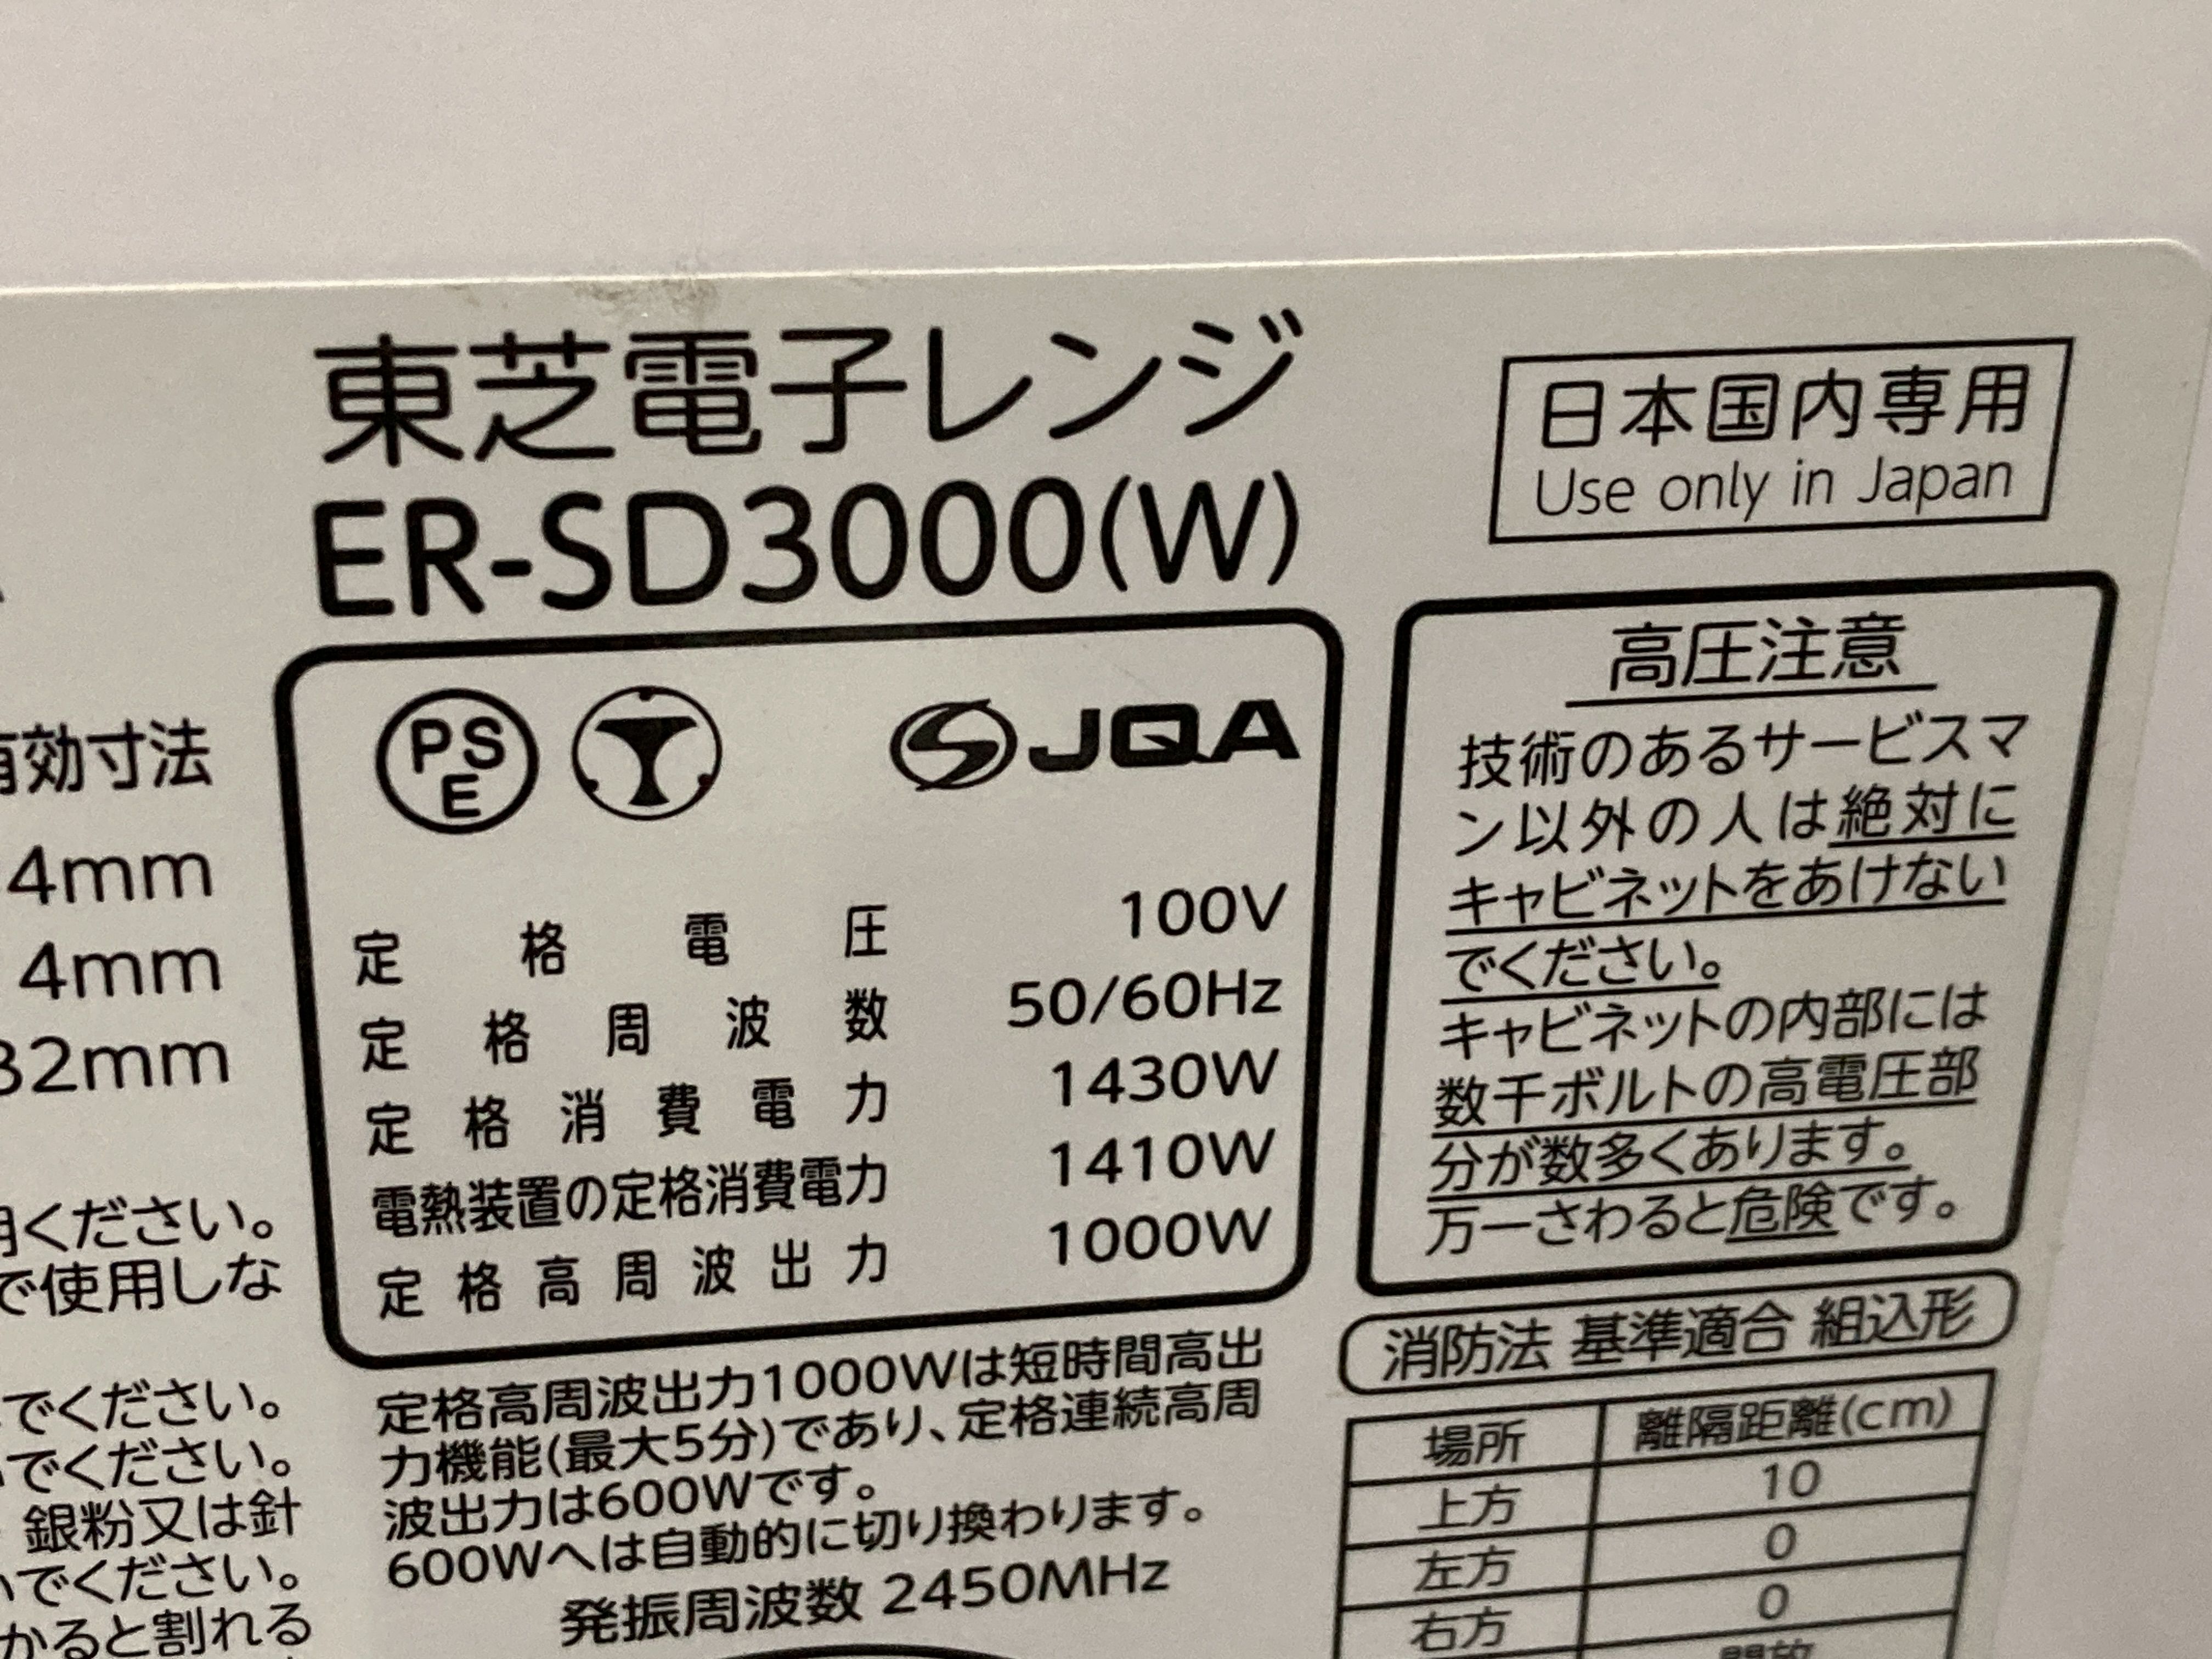 東芝電子レンジ
ER-SD3000(W)
日本国内専用
Use only in Japan
PS
E
JQA
定格電圧 100V
定格周波数 50/60Hz
定格消費電力 1430W
電熱装置の定格消費電力 1410W
定格高周波出力 1000W
定格高周波出力1000Wは短時間高出
力機能(最大5分)であり、定格連続高周
波出力は600Wです。
600Wへは自動的に切り換わります。
発振周波数 2450MHz
高圧注意
技術のあるサービスマ
ン以外の人は絶対に
キャビネットをあけない
でください。
キャビネットの内部には
数千ボルトの高電圧部
分が数多くあります。
万一さわると危険です。
消防法 基準適合 組込形
場所 離隔距離(cm)
上方 10
左方 0
右方 0
有効寸法
4mm
4mm
32mm
用ください。
で使用しな
でください。
でください。
銀粉又は針
いでください。
かると割れる